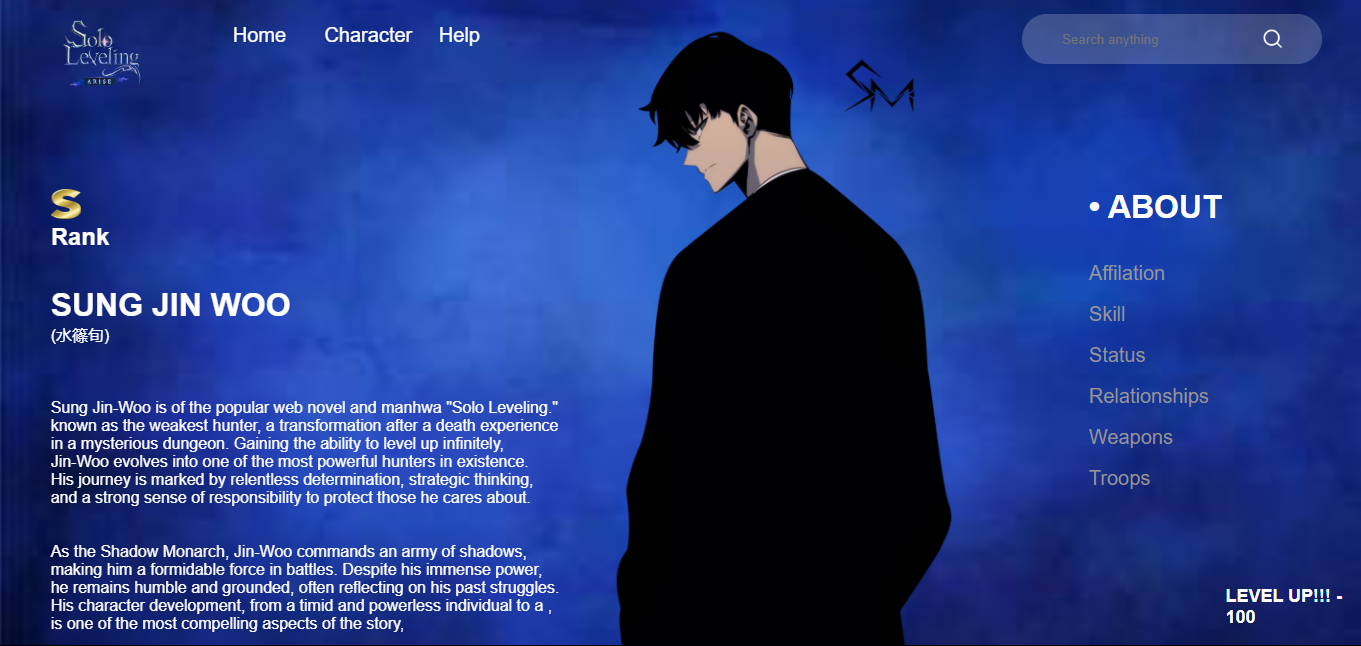 Solo
Leveling
ARISE
Home Character Help
Search anything
SM
S
Rank
SUNG JIN WOO
(水篠旬)
Sung Jin-Woo is of the popular web novel and manhwa "Solo Leveling."
known as the weakest hunter, a transformation after a death experience
in a mysterious dungeon. Gaining the ability to level up infinitely,
Jin-Woo evolves into one of the most powerful hunters in existence.
His journey is marked by relentless determination, strategic thinking,
and a strong sense of responsibility to protect those he cares about.
As the Shadow Monarch, Jin-Woo commands an army of shadows,
making him a formidable force in battles. Despite his immense power,
he remains humble and grounded, often reflecting on his past struggles.
His character development, from a timid and powerless individual to a ,
is one of the most compelling aspects of the story,
• ABOUT
Affilation
Skill
Status
Relationships
Weapons
Troops
LEVEL UP!!! -
100